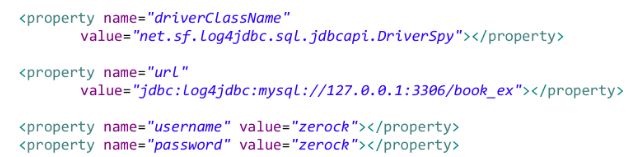 <property name="driverClassName"
value="net.sf.log4jdbc.sql.jdbcapi.DriverSpy"></property>
<property name="url"
value="jdbc:log4jdbc:mysql://127.0.0.1:3306/book_ex"></property>
<property name="username" value="zerock"></property>
<property name="password" value="zerock"></property>